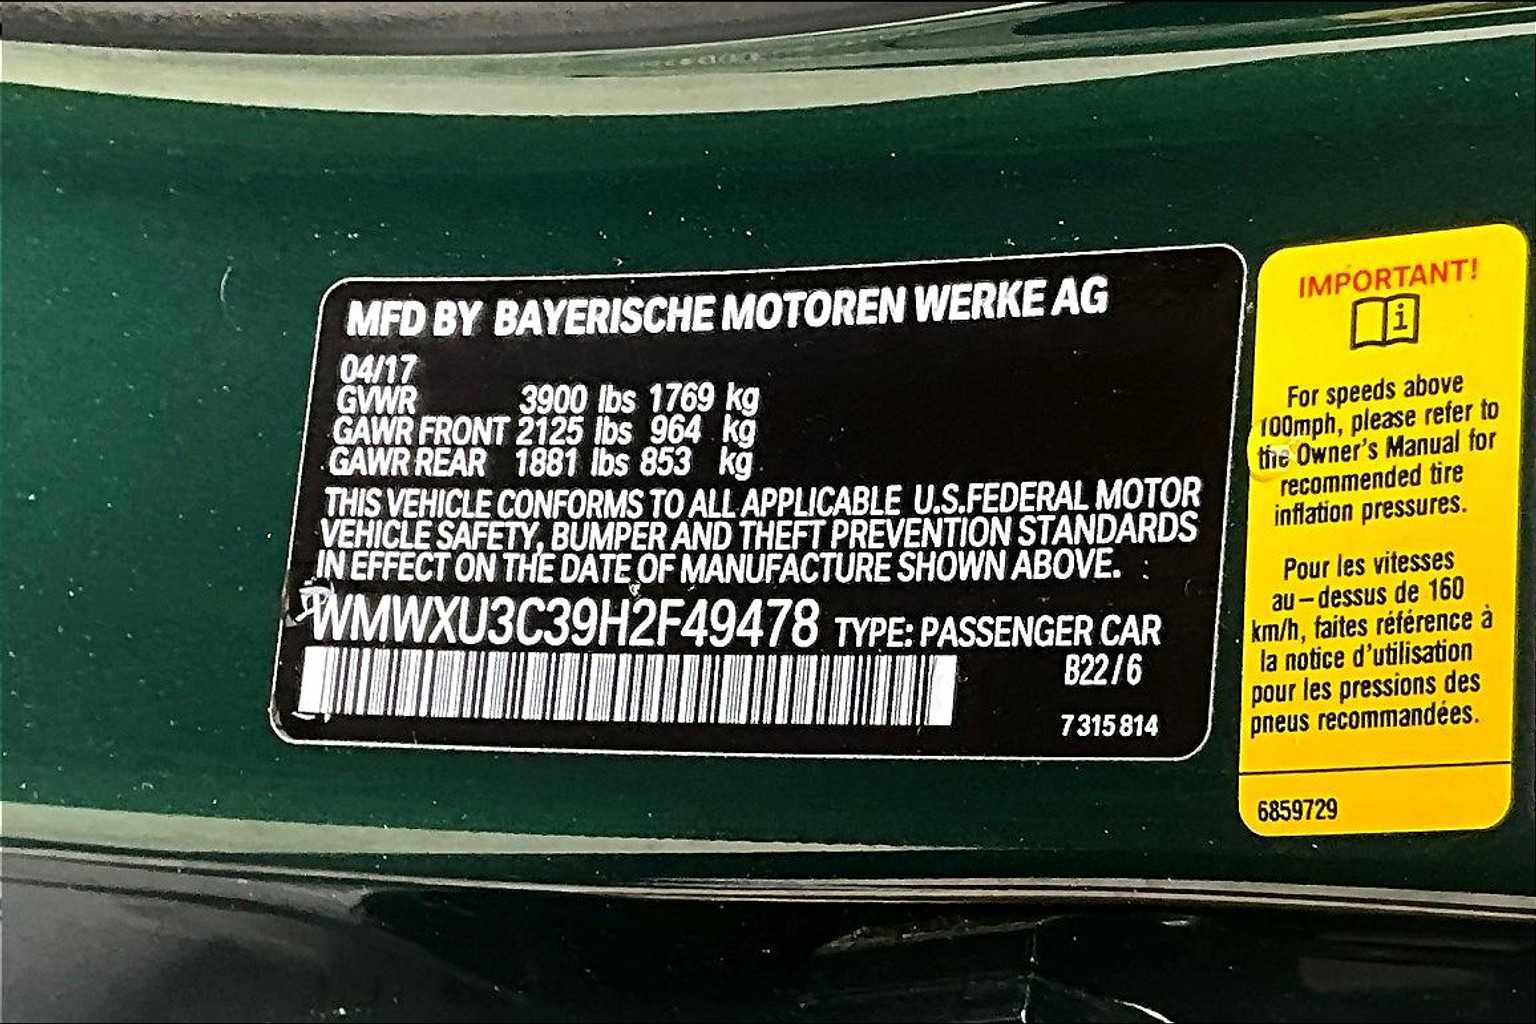 MFD BY BAYERISCHE MOTOREN WERKE AG
04/17
GVWR 3900 lbs 1769 kg
GAWR FRONT 2125 lbs 964 kg
GAWR REAR 1881 lbs 853 kg
THIS VEHICLE CONFORMS TO ALL APPLICABLE U.S.FEDERAL MOTOR
VEHICLE SAFETY, BUMPER AND THEFT PREVENTION STANDARDS
IN EFFECT ON THE DATE OF MANUFACTURE SHOWN ABOVE.
WMWXU3C39H2F49478 TYPE: PASSENGER CAR
B22/6
7 315 814
IMPORTANT!
i
For speeds above
100mph, please refer to
the Owner's Manual for
recommended tire
inflation pressures.
Pour les vitesses
au-dessus de 160
km/h, faites référence à
la notice d'utilisation
pour les pressions des
pneus recommandées.
6859729